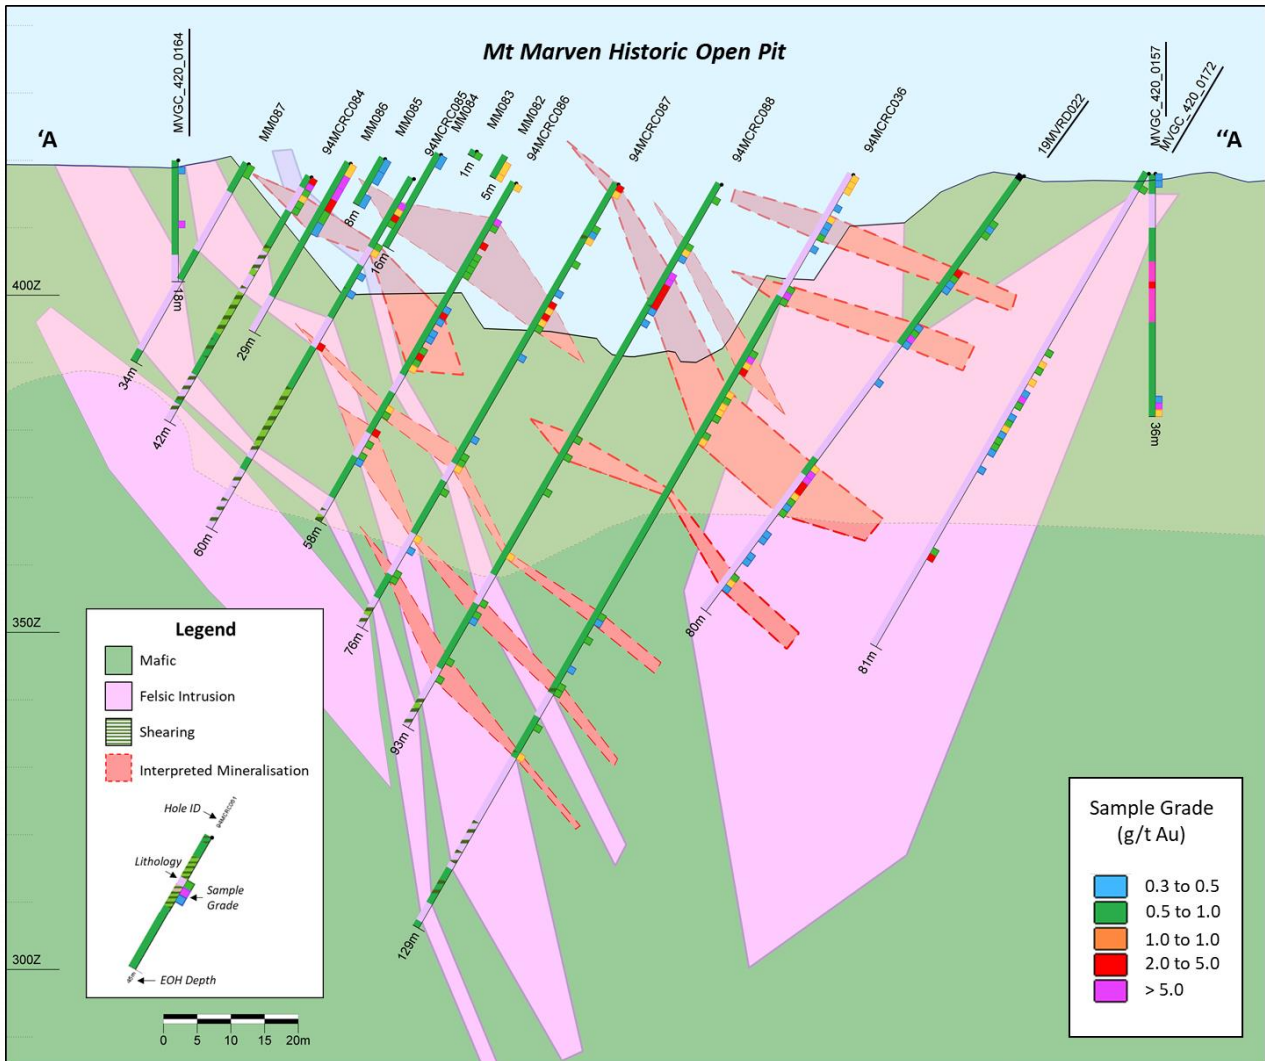 Mt Marven Historic Open Pit
'A
''A
MVGC_420_0164
MM087
94MCRC084
MM086
MM085
94MCRC085
MM084
MM083
MM082
94MCRC086
94MCRC087
94MCRC088
94MCRC036
19MVRD022
MVGC_420_0157
MVGC_420_0172
1m
5m
8m
16m
18m
29m
34m
42m
60m
58m
76m
93m
129m
80m
81m
36m
400Z
350Z
300Z
Legend
Mafic
Felsic Intrusion
Shearing
Interpreted Mineralisation
Hole ID
94MCRC061
Lithology
Sample
Grade
EOH Depth
0 5 10 15 20m
Sample Grade
(g/t Au)
0.3 to 0.5
0.5 to 1.0
1.0 to 1.0
2.0 to 5.0
> 5.0